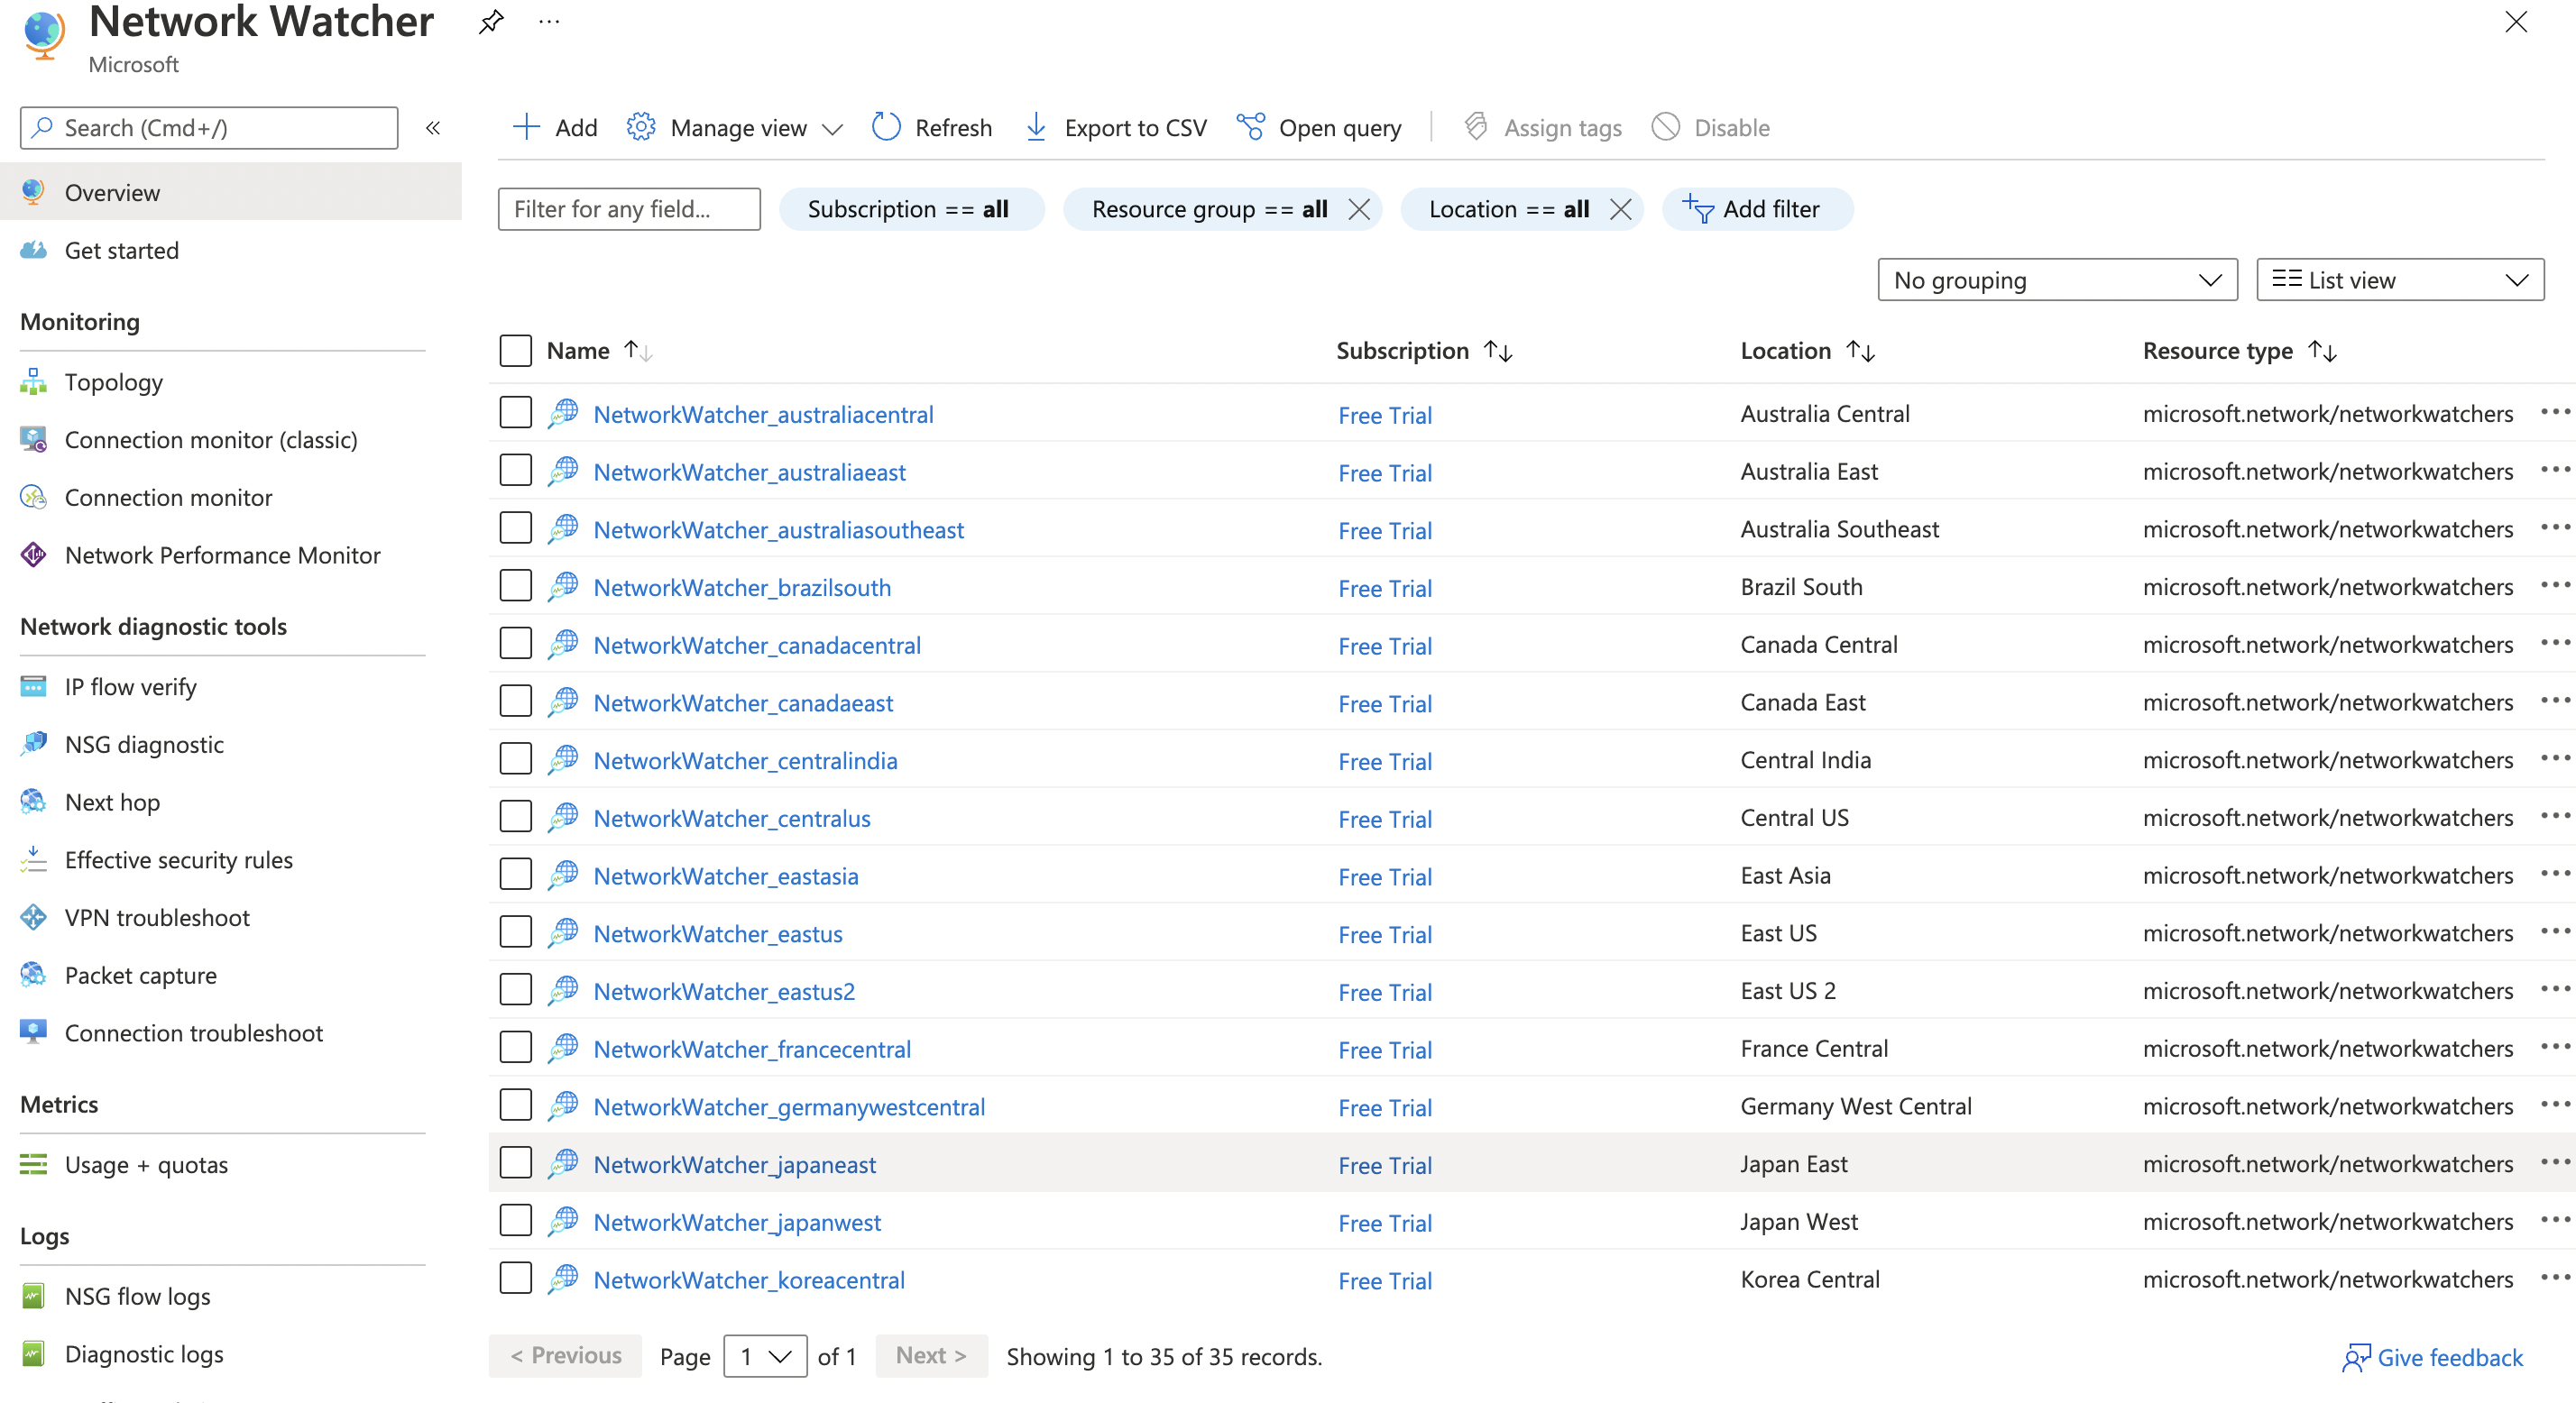 Network Watcher
Microsoft
Search (Cmd+/)
Overview
Get started
Monitoring
Topology
Connection monitor (classic)
Connection monitor
Network Performance Monitor
Network diagnostic tools
IP flow verify
NSG diagnostic
Next hop
Effective security rules
VPN troubleshoot
Packet capture
Connection troubleshoot
Metrics
Usage + quotas
Logs
NSG flow logs
Diagnostic logs
Add Manage view Refresh Export to CSV Open query Assign tags Disable
Filter for any field... Subscription == all Resource group == all Location == all Add filter
No grouping List view
Name Subscription Location Resource type
NetworkWatcher_australiacentral Free Trial Australia Central microsoft.network/networkwatchers
NetworkWatcher_australiaeast Free Trial Australia East microsoft.network/networkwatchers
NetworkWatcher_australiasoutheast Free Trial Australia Southeast microsoft.network/networkwatchers
NetworkWatcher_brazilsouth Free Trial Brazil South microsoft.network/networkwatchers
NetworkWatcher_canadacentral Free Trial Canada Central microsoft.network/networkwatchers
NetworkWatcher_canadaeast Free Trial Canada East microsoft.network/networkwatchers
NetworkWatcher_centralindia Free Trial Central India microsoft.network/networkwatchers
NetworkWatcher_centralus Free Trial Central US microsoft.network/networkwatchers
NetworkWatcher_eastasia Free Trial East Asia microsoft.network/networkwatchers
NetworkWatcher_eastus Free Trial East US microsoft.network/networkwatchers
NetworkWatcher_eastus2 Free Trial East US 2 microsoft.network/networkwatchers
NetworkWatcher_francecentral Free Trial France Central microsoft.network/networkwatchers
NetworkWatcher_germanywestcentral Free Trial Germany West Central microsoft.network/networkwatchers
NetworkWatcher_japaneast Free Trial Japan East microsoft.network/networkwatchers
NetworkWatcher_japanwest Free Trial Japan West microsoft.network/networkwatchers
NetworkWatcher_koreacentral Free Trial Korea Central microsoft.network/networkwatchers
< Previous Page 1 of 1 Next > Showing 1 to 35 of 35 records. Give feedback